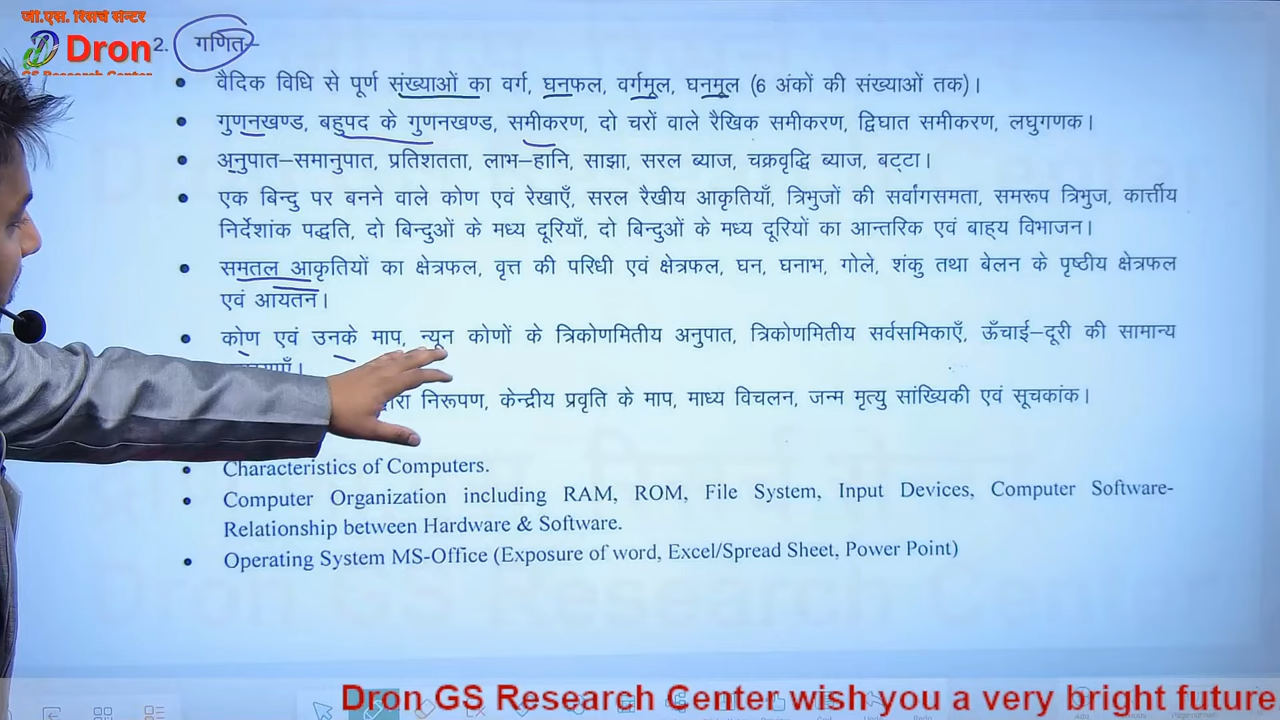 जी.एस. रिसर्च सेन्टर
Dron
GS Research Center
2. गणित–
• वैदिक विधि से पूर्ण संख्याओं का वर्ग, घनफल, वर्गमूल, घनमूल (6 अंकों की संख्याओं तक)।
• गुणनखण्ड, बहुपद के गुणनखण्ड, समीकरण, दो चरों वाले रैखिक समीकरण, द्विघात समीकरण, लघुगणक।
• अनुपात–समानुपात, प्रतिशतता, लाभ–हानि, साझा, सरल ब्याज, चक्रवृद्धि ब्याज, बट्टा।
• एक बिन्दु पर बनने वाले कोण एवं रेखाएँ, सरल रैखीय आकृतियाँ, त्रिभुजों की सर्वांगसमता, समरूप त्रिभुज, कार्त्तीय
निर्देशांक पद्धति, दो बिन्दुओं के मध्य दूरियाँ, दो बिन्दुओं के मध्य दूरियों का आन्तरिक एवं बाह्य विभाजन।
• समतल आकृतियों का क्षेत्रफल, वृत्त की परिधी एवं क्षेत्रफल, घन, घनाभ, गोले, शंकु तथा बेलन के पृष्ठीय क्षेत्रफल
एवं आयतन।
• कोण एवं उनके माप, न्यून कोणों के त्रिकोणमितीय अनुपात, त्रिकोणमितीय सर्वसमिकाएँ, ऊँचाई–दूरी की सामान्य
निरूपण, केन्द्रीय प्रवृति के माप, माध्य विचलन, जन्म मृत्यु सांख्यिकी एवं सूचकांक।
• Characteristics of Computers.
• Computer Organization including RAM, ROM, File System, Input Devices, Computer Software-
Relationship between Hardware & Software.
• Operating System MS-Office (Exposure of word, Excel/Spread Sheet, Power Point)
Dron GS Research Center wish you a very bright future